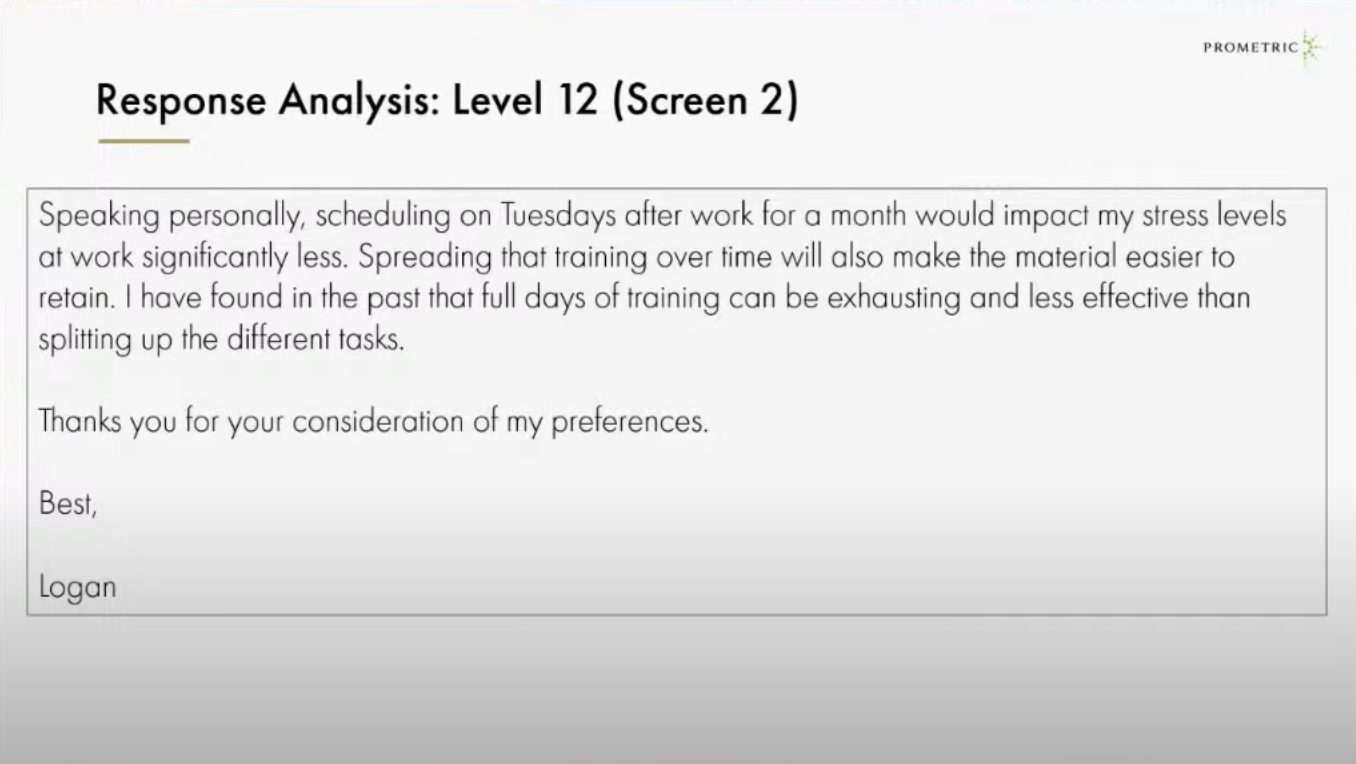 PROMETRIC
Response Analysis: Level 12 (Screen 2)
Speaking personally, scheduling on Tuesdays after work for a month would impact my stress levels
at work significantly less. Spreading that training over time will also make the material easier to
retain. I have found in the past that full days of training can be exhausting and less effective than
splitting up the different tasks.
Thanks you for your consideration of my preferences.
Best,
Logan